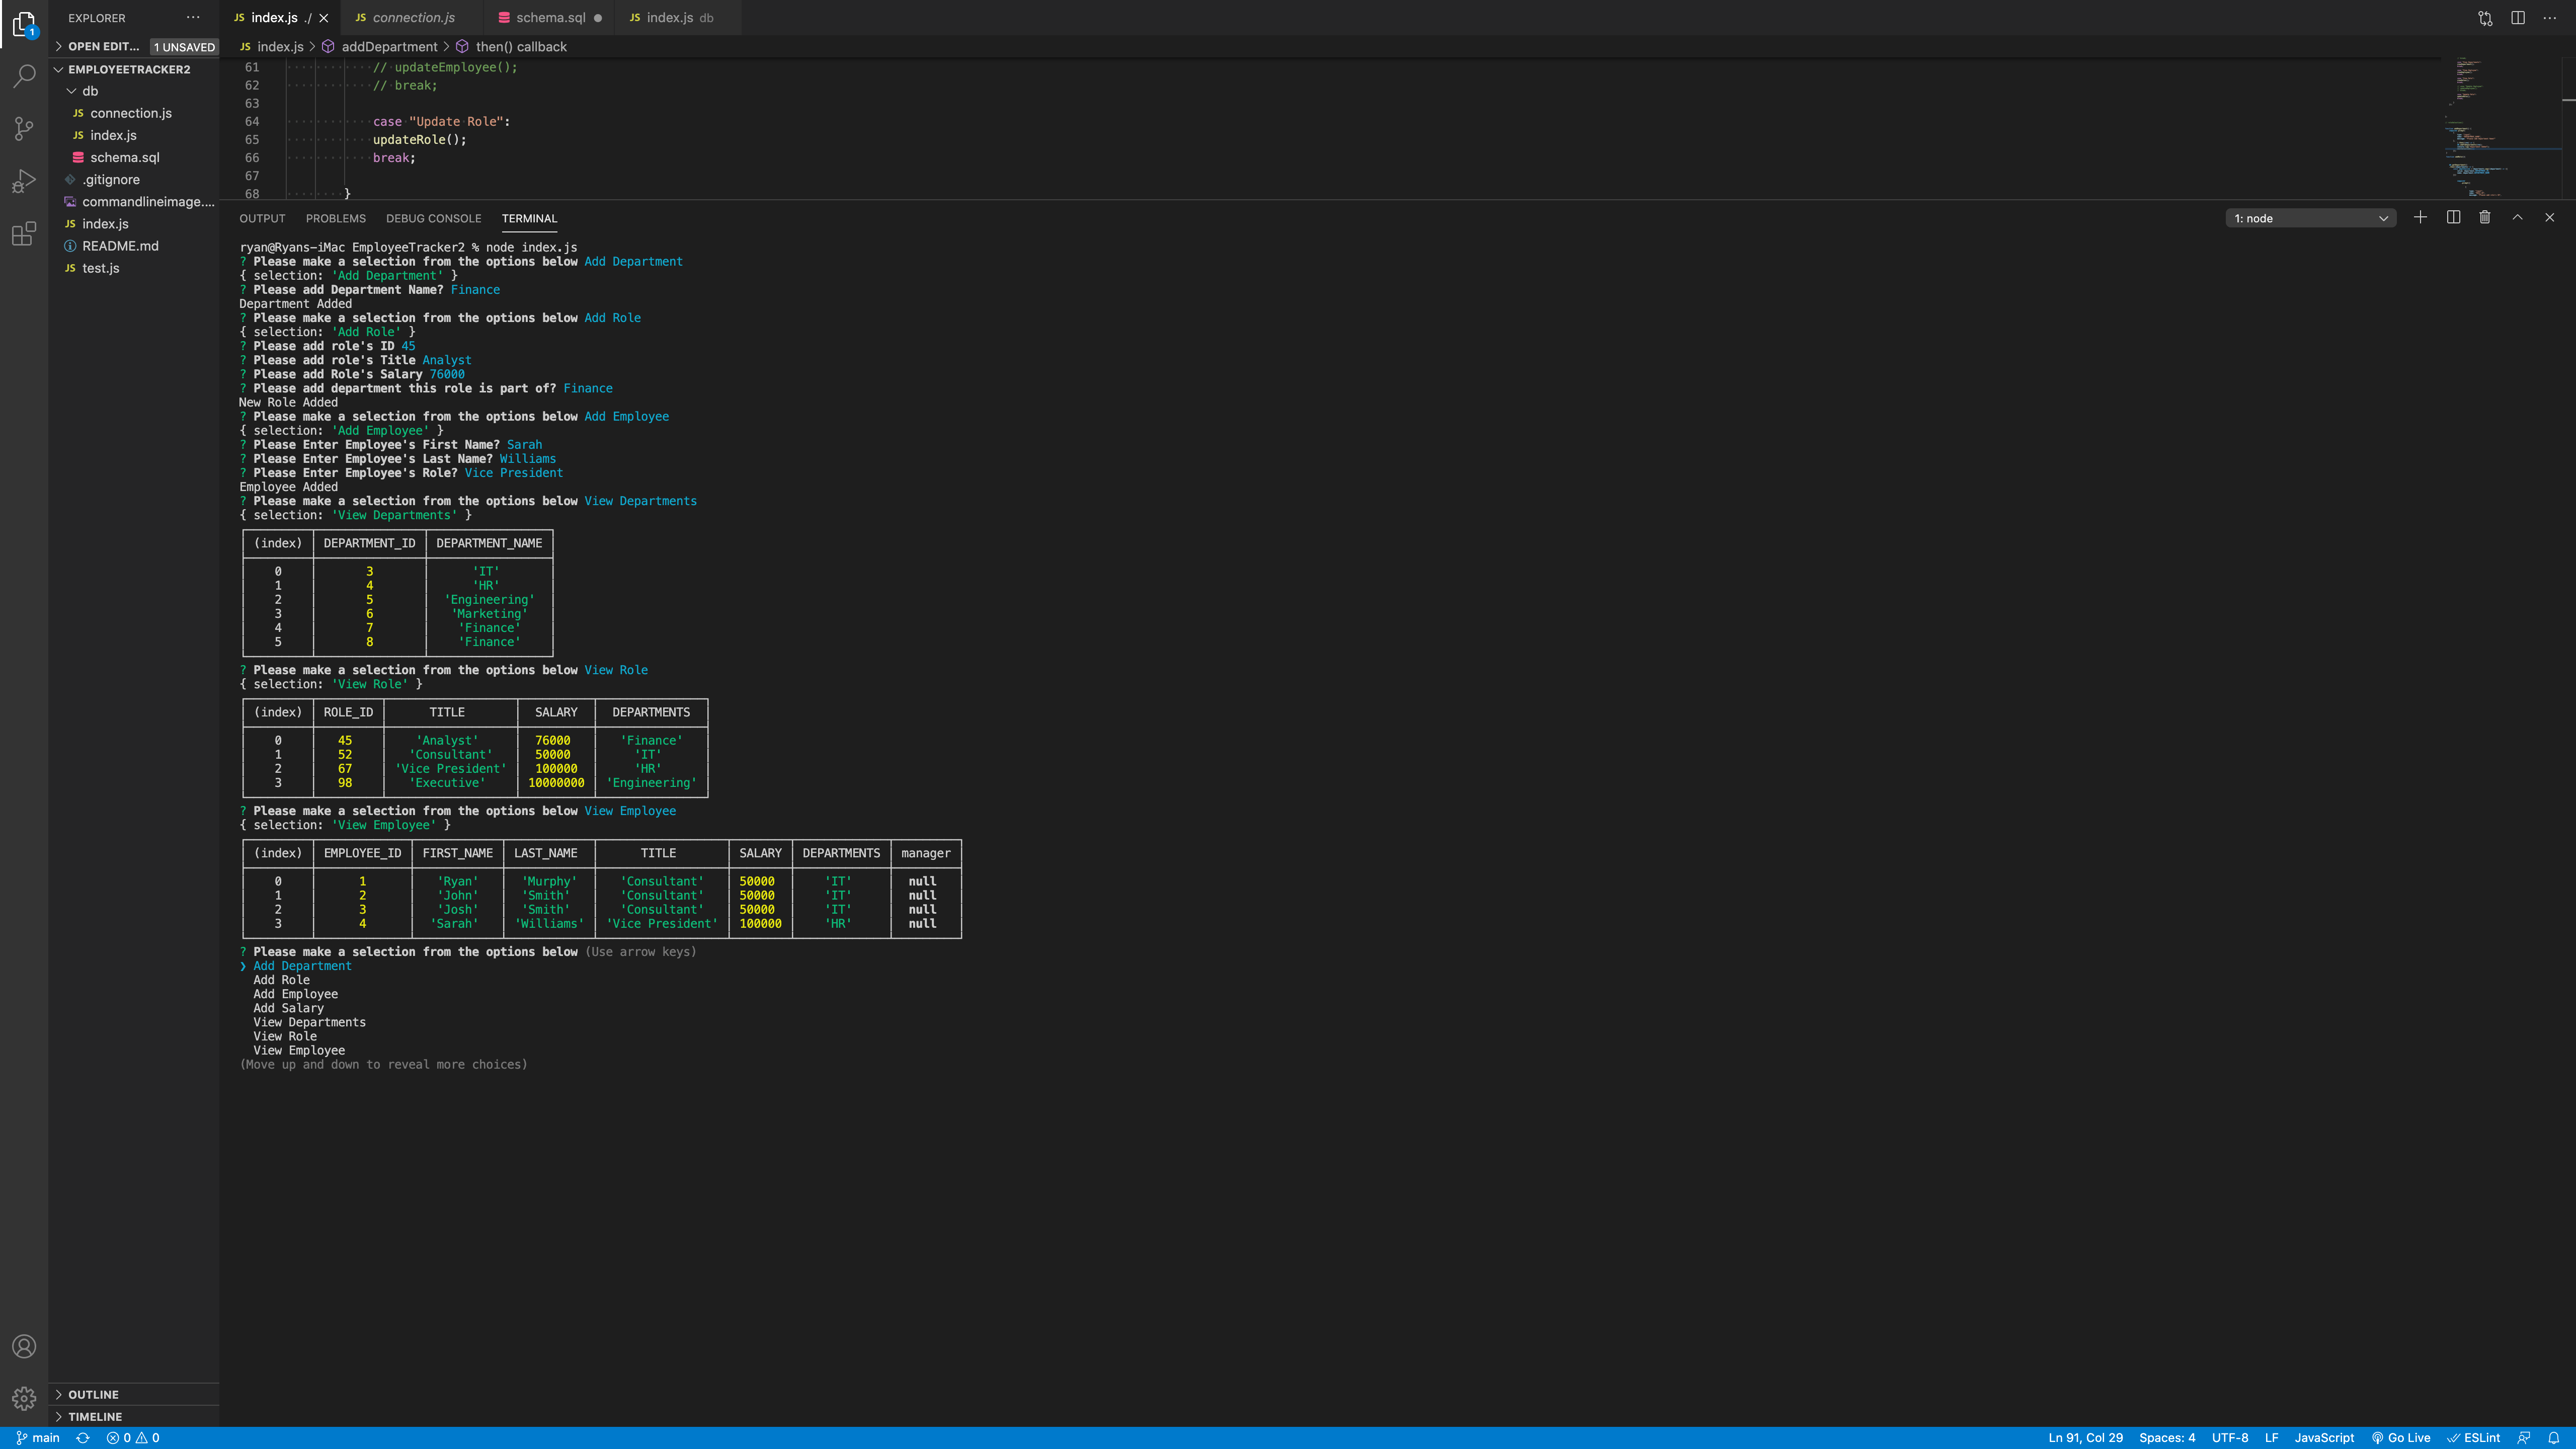 EXPLORER ···
OPEN EDIT... 1 UNSAVED
EMPLOYEETRACKER2
db
JS connection.js
JS index.js
schema.sql
.gitignore
commandlineimage....
JS index.js
README.md
JS test.js
OUTLINE
TIMELINE
1
JS index.js ./
JS connection.js
schema.sql
JS index.js db
JS index.js > addDepartment > then() callback
61 // updateEmployee();
62 // break;
63
64 case "Update Role":
65 updateRole();
66 break;
67
68 }
OUTPUT PROBLEMS DEBUG CONSOLE TERMINAL
1: node
ryan@Ryans-iMac EmployeeTracker2 % node index.js
? Please make a selection from the options below Add Department
{ selection: 'Add Department' }
? Please add Department Name? Finance
Department Added
? Please make a selection from the options below Add Role
{ selection: 'Add Role' }
? Please add role's ID 45
? Please add role's Title Analyst
? Please add Role's Salary 76000
? Please add department this role is part of? Finance
New Role Added
? Please make a selection from the options below Add Employee
{ selection: 'Add Employee' }
? Please Enter Employee's First Name? Sarah
? Please Enter Employee's Last Name? Williams
? Please Enter Employee's Role? Vice President
Employee Added
? Please make a selection from the options below View Departments
{ selection: 'View Departments' }
(index) DEPARTMENT_ID DEPARTMENT_NAME
0 3 'IT'
1 4 'HR'
2 5 'Engineering'
3 6 'Marketing'
4 7 'Finance'
5 8 'Finance'
? Please make a selection from the options below View Role
{ selection: 'View Role' }
(index) ROLE_ID TITLE SALARY DEPARTMENTS
0 45 'Analyst' 76000 'Finance'
1 52 'Consultant' 50000 'IT'
2 67 'Vice President' 100000 'HR'
3 98 'Executive' 10000000 'Engineering'
? Please make a selection from the options below View Employee
{ selection: 'View Employee' }
(index) EMPLOYEE_ID FIRST_NAME LAST_NAME TITLE SALARY DEPARTMENTS manager
0 1 'Ryan' 'Murphy' 'Consultant' 50000 'IT' null
1 2 'John' 'Smith' 'Consultant' 50000 'IT' null
2 3 'Josh' 'Smith' 'Consultant' 50000 'IT' null
3 4 'Sarah' 'Williams' 'Vice President' 100000 'HR' null
? Please make a selection from the options below (Use arrow keys)
❯ Add Department
Add Role
Add Employee
Add Salary
View Departments
View Role
View Employee
(Move up and down to reveal more choices)
main 0 0
Ln 91, Col 29 Spaces: 4 UTF-8 LF JavaScript Go Live ESLint